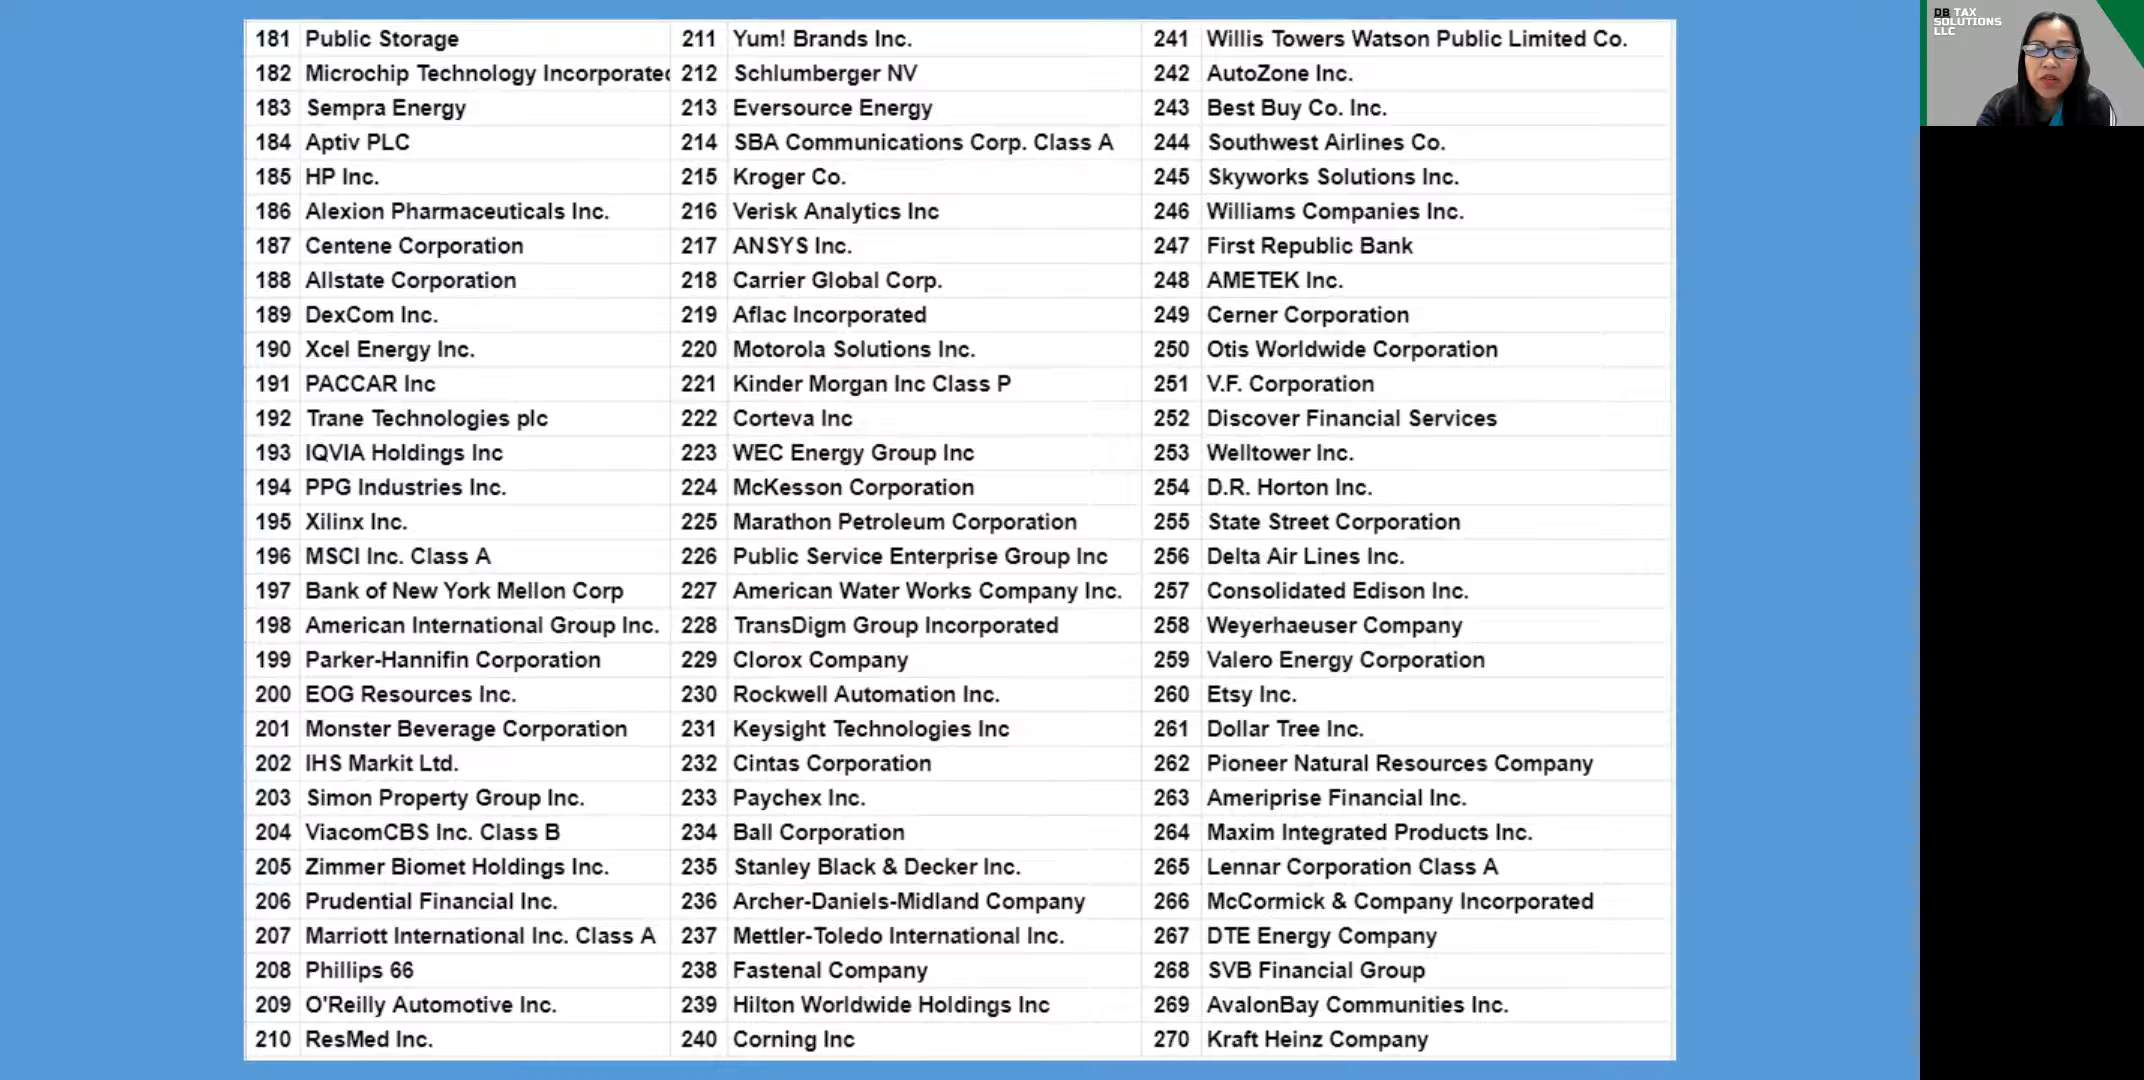 181 Public Storage
182 Microchip Technology Incorporated
183 Sempra Energy
184 Aptiv PLC
185 HP Inc.
186 Alexion Pharmaceuticals Inc.
187 Centene Corporation
188 Allstate Corporation
189 DexCom Inc.
190 Xcel Energy Inc.
191 PACCAR Inc
192 Trane Technologies plc
193 IQVIA Holdings Inc
194 PPG Industries Inc.
195 Xilinx Inc.
196 MSCI Inc. Class A
197 Bank of New York Mellon Corp
198 American International Group Inc.
199 Parker-Hannifin Corporation
200 EOG Resources Inc.
201 Monster Beverage Corporation
202 IHS Markit Ltd.
203 Simon Property Group Inc.
204 ViacomCBS Inc. Class B
205 Zimmer Biomet Holdings Inc.
206 Prudential Financial Inc.
207 Marriott International Inc. Class A
208 Phillips 66
209 O'Reilly Automotive Inc.
210 ResMed Inc.
211 Yum! Brands Inc.
212 Schlumberger NV
213 Eversource Energy
214 SBA Communications Corp. Class A
215 Kroger Co.
216 Verisk Analytics Inc
217 ANSYS Inc.
218 Carrier Global Corp.
219 Aflac Incorporated
220 Motorola Solutions Inc.
221 Kinder Morgan Inc Class P
222 Corteva Inc
223 WEC Energy Group Inc
224 McKesson Corporation
225 Marathon Petroleum Corporation
226 Public Service Enterprise Group Inc
227 American Water Works Company Inc.
228 TransDigm Group Incorporated
229 Clorox Company
230 Rockwell Automation Inc.
231 Keysight Technologies Inc
232 Cintas Corporation
233 Paychex Inc.
234 Ball Corporation
235 Stanley Black & Decker Inc.
236 Archer-Daniels-Midland Company
237 Mettler-Toledo International Inc.
238 Fastenal Company
239 Hilton Worldwide Holdings Inc
240 Corning Inc
241 Willis Towers Watson Public Limited Co.
242 AutoZone Inc.
243 Best Buy Co. Inc.
244 Southwest Airlines Co.
245 Skyworks Solutions Inc.
246 Williams Companies Inc.
247 First Republic Bank
248 AMETEK Inc.
249 Cerner Corporation
250 Otis Worldwide Corporation
251 V.F. Corporation
252 Discover Financial Services
253 Welltower Inc.
254 D.R. Horton Inc.
255 State Street Corporation
256 Delta Air Lines Inc.
257 Consolidated Edison Inc.
258 Weyerhaeuser Company
259 Valero Energy Corporation
260 Etsy Inc.
261 Dollar Tree Inc.
262 Pioneer Natural Resources Company
263 Ameriprise Financial Inc.
264 Maxim Integrated Products Inc.
265 Lennar Corporation Class A
266 McCormick & Company Incorporated
267 DTE Energy Company
268 SVB Financial Group
269 AvalonBay Communities Inc.
270 Kraft Heinz Company
DB TAX
SOLUTIONS
LLC